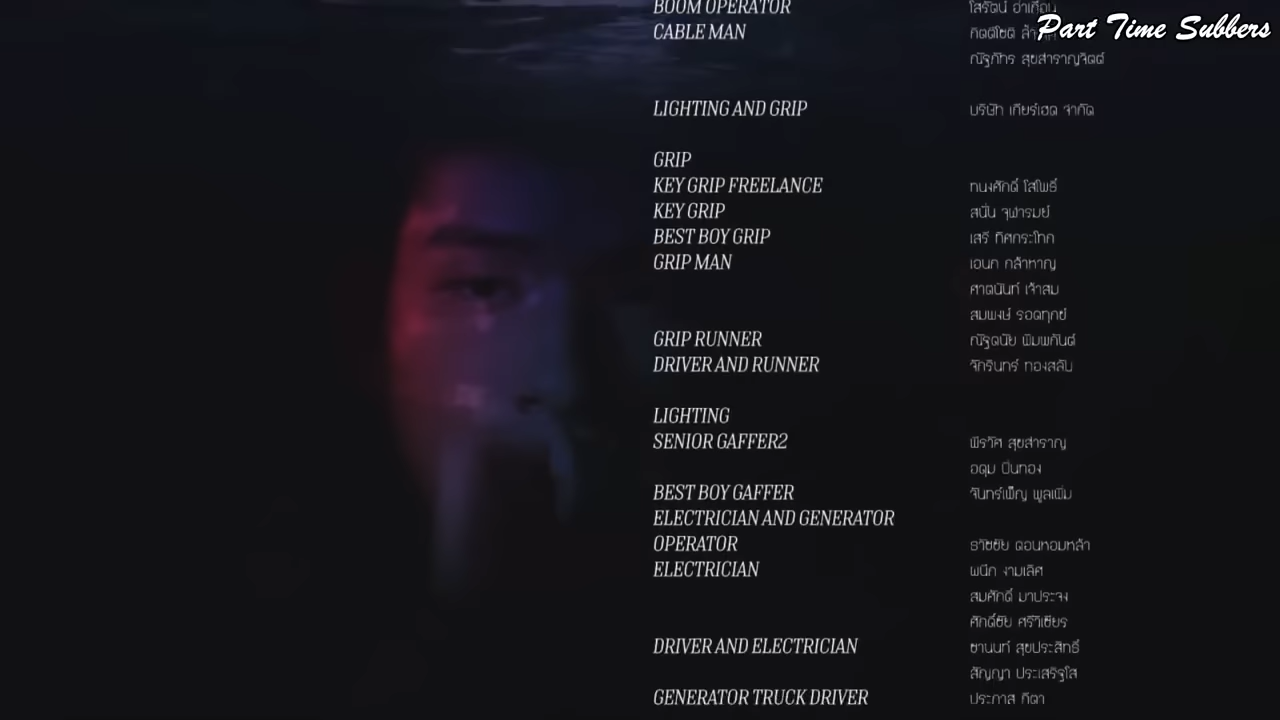 BOOM OPERATOR
Part Time Subbers
CABLE MAN
ณัฐภัทร สุขสำราญจิตต์
LIGHTING AND GRIP บริษัท เกียร์เฮด จำกัด
GRIP
KEY GRIP FREELANCE ทนงศักดิ์ โสโพธิ์
KEY GRIP สนั่น จุฬารมย์
BEST BOY GRIP เสรี ทิศกระโทก
GRIP MAN เอนก กล้าหาญ
ศาตนันท์ เจ้าสม
สมพงษ์ รอดทุกข์
GRIP RUNNER ณัฐดนัย พิมพกันต์
DRIVER AND RUNNER จักรินทร์ ทองสลับ
LIGHTING
SENIOR GAFFER2 พีรวัศ สุขสำราญ
อดุม ปิ่นทอง
BEST BOY GAFFER จันทร์เพ็ญ พูลเพิ่ม
ELECTRICIAN AND GENERATOR
OPERATOR ธวัชชัย ดอนหอมหล้า
ELECTRICIAN ผนึก งามเลิศ
สมศักดิ์ มาประจง
ศักดิ์ชัย ศรีวิเชียร
DRIVER AND ELECTRICIAN ชานนท์ สุขประสิทธิ์
สัญญา ประเสริฐโส
GENERATOR TRUCK DRIVER ประภาส กีตา